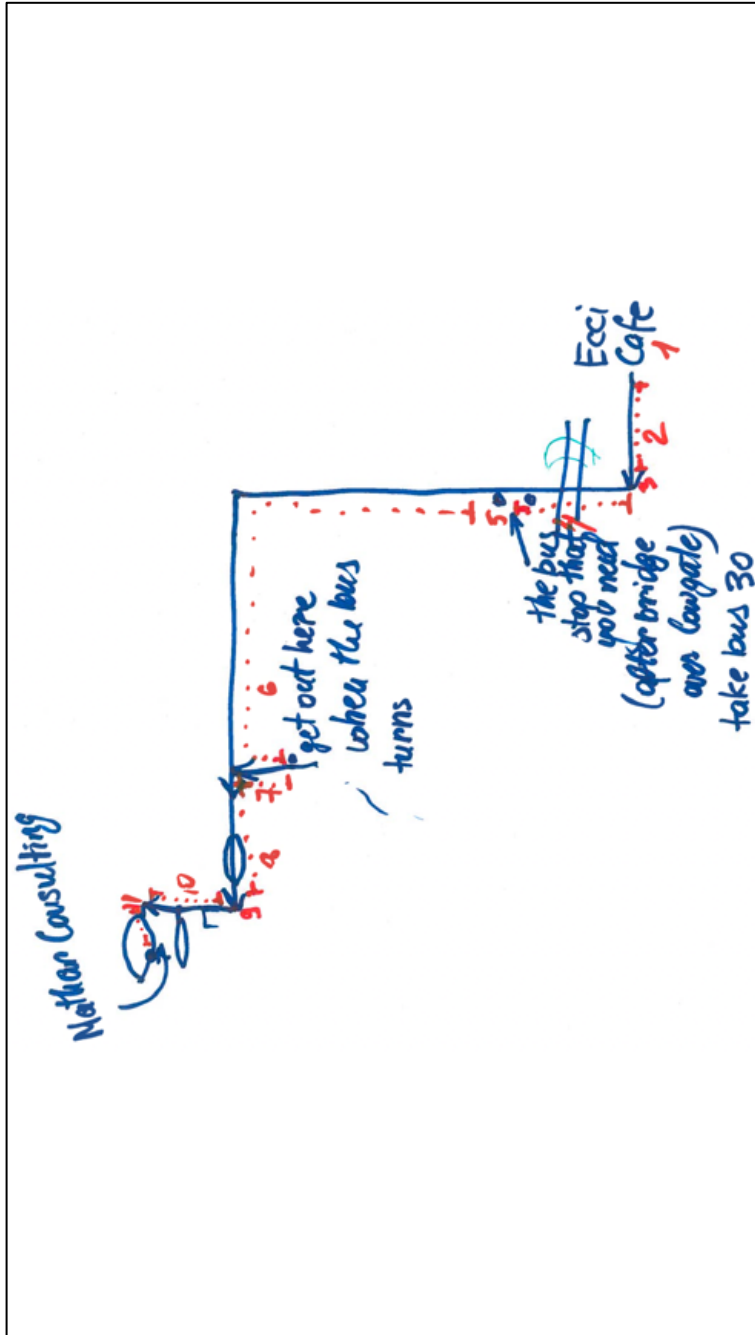 Nathan Consulting
get out here
when the bus
turns
the bus
stop that
you need
(after bridge
over Cowgate)
take bus 30
Ecci
Cafe
1
2
3
4
5
6
7
8
9
10